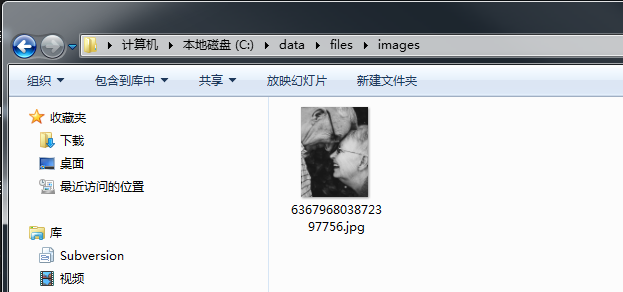 计算机 本地磁盘 (C:) data files images
组织 包含到库中 共享 放映幻灯片 新建文件夹
收藏夹
下载
桌面
最近访问的位置
库
Subversion
视频
6367968038723
97756.jpg